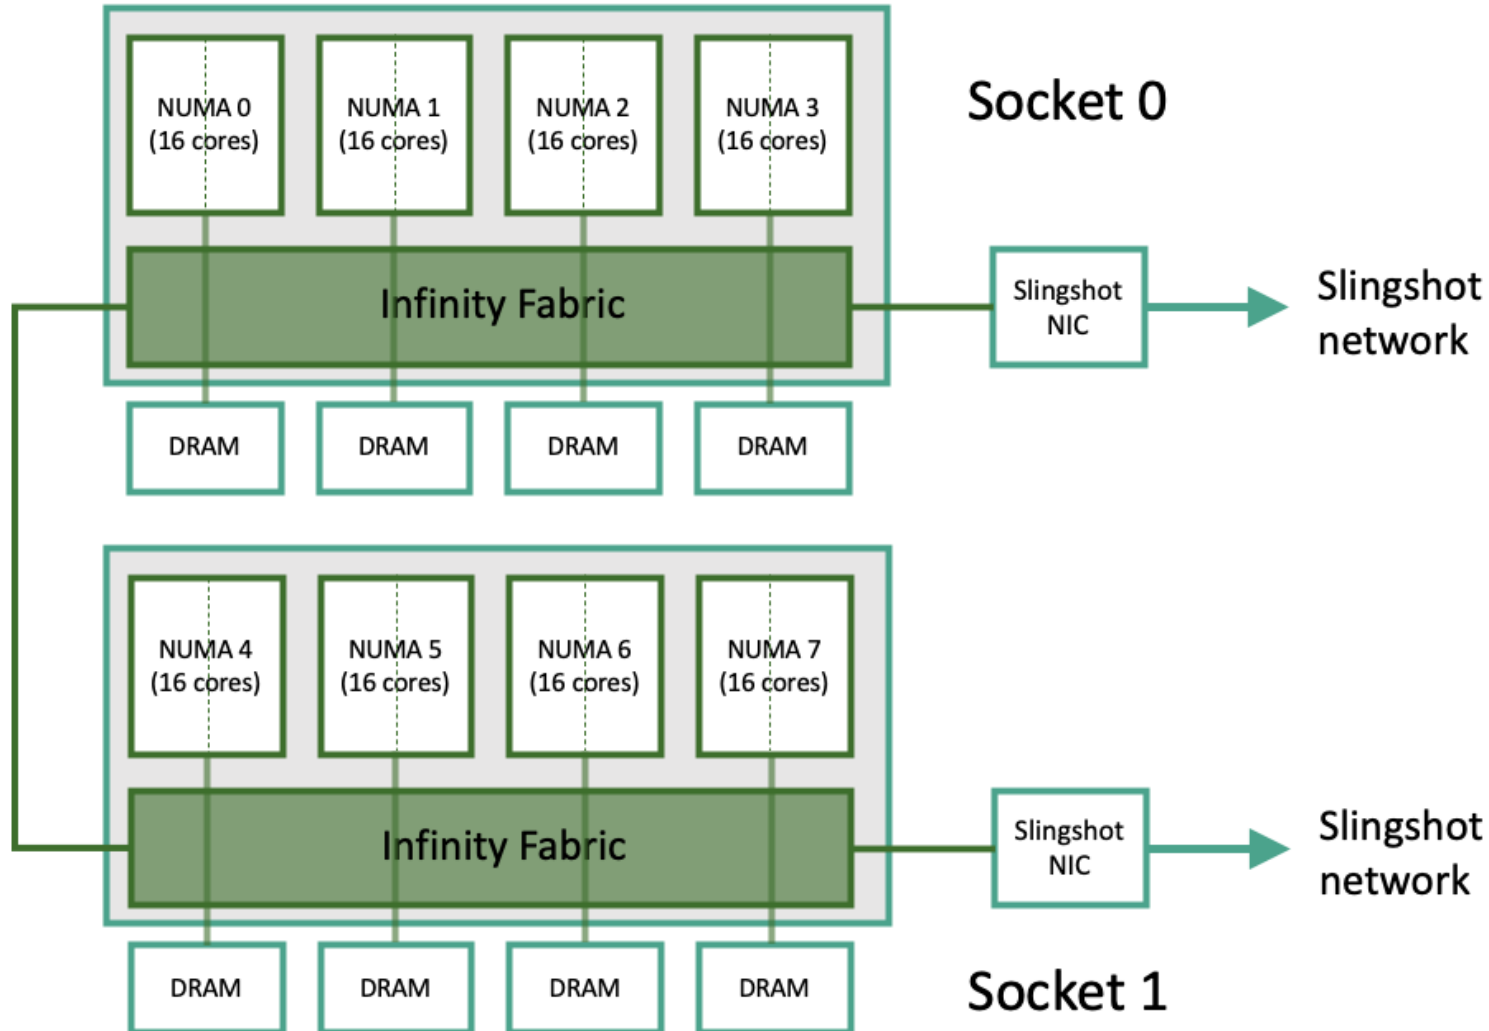 NUMA 0
(16 cores)
NUMA 1
(16 cores)
NUMA 2
(16 cores)
NUMA 3
(16 cores)
Socket 0
Infinity Fabric
Slingshot
NIC
Slingshot
network
DRAM
DRAM
DRAM
DRAM
NUMA 4
(16 cores)
NUMA 5
(16 cores)
NUMA 6
(16 cores)
NUMA 7
(16 cores)
Infinity Fabric
Slingshot
NIC
Slingshot
network
DRAM
DRAM
DRAM
DRAM
Socket 1